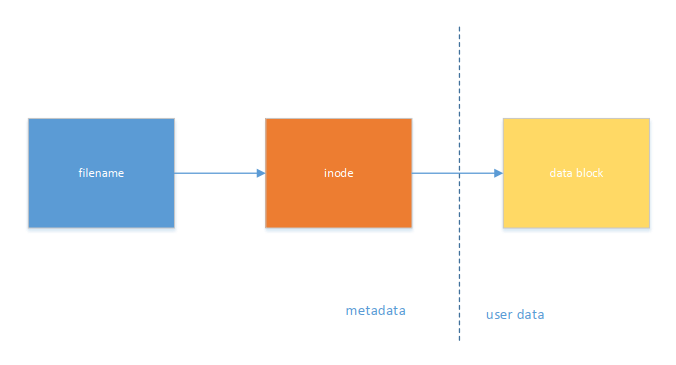 filename
inode
data block
metadata
user data